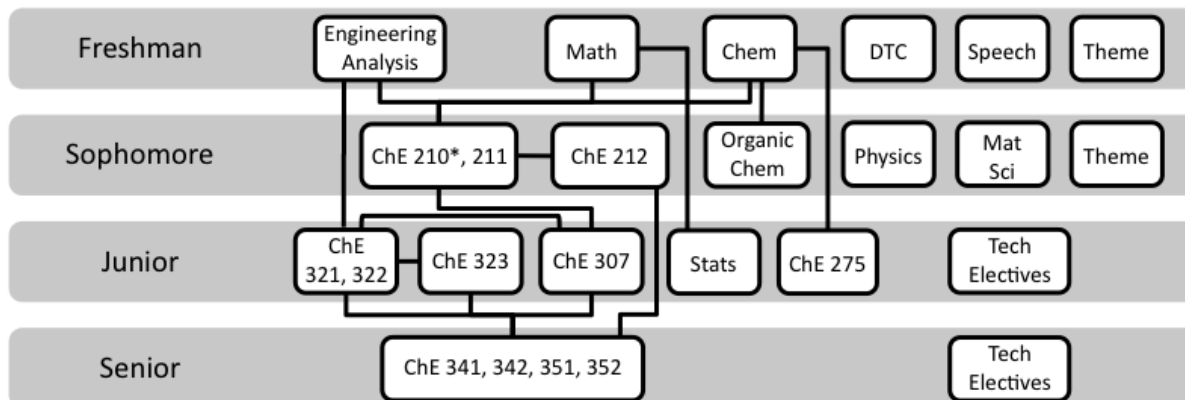 Freshman
Engineering
Analysis
Math
Chem
DTC
Speech
Theme
Sophomore
ChE 210*, 211
ChE 212
Organic
Chem
Physics
Mat
Sci
Theme
Junior
ChE
321, 322
ChE 323
ChE 307
Stats
ChE 275
Tech
Electives
Senior
ChE 341, 342, 351, 352
Tech
Electives